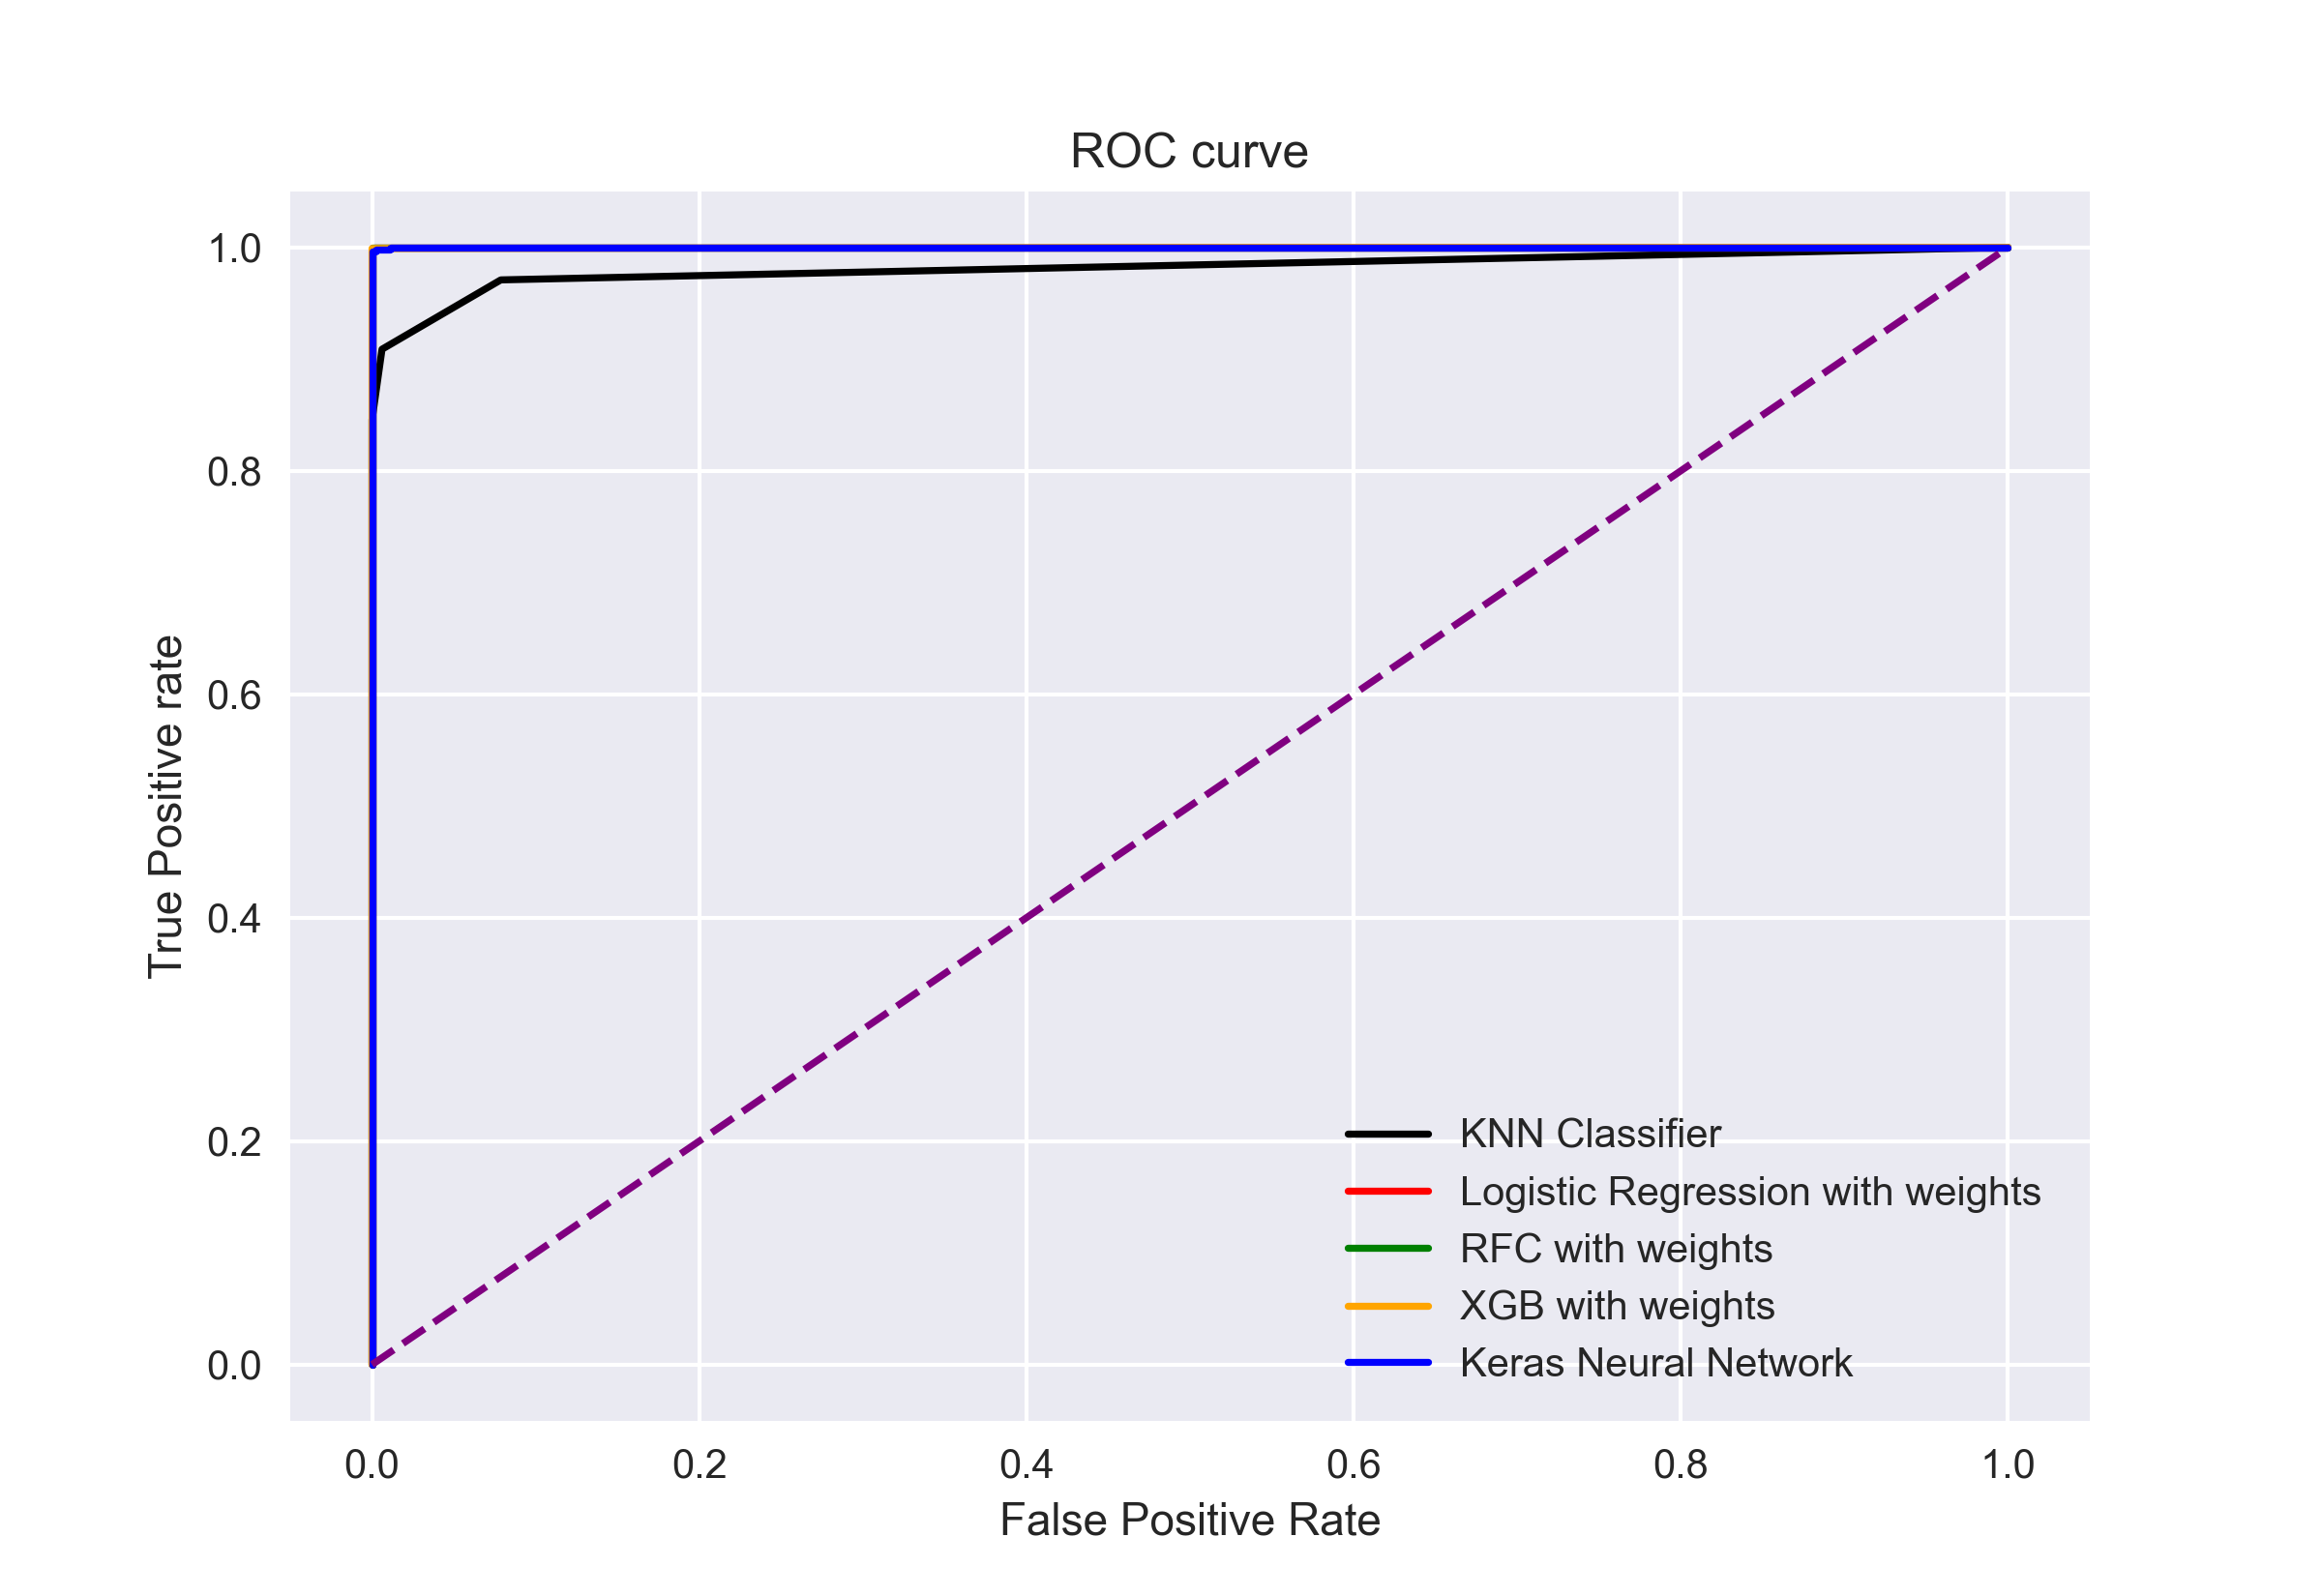 ROC curve
1.0
0.8
0.6
0.4
0.2
0.0
True Positive rate
KNN Classifier
Logistic Regression with weights
RFC with weights
XGB with weights
Keras Neural Network
0.0 0.2 0.4 0.6 0.8 1.0
False Positive Rate